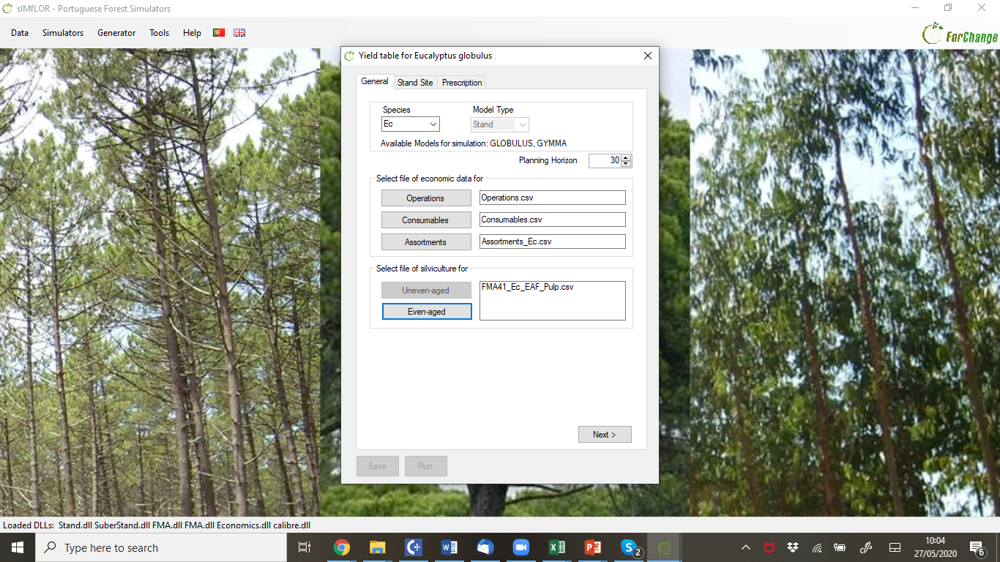 sIMfLOR - Portuguese Forest Simulators
Data Simulators Generator Tools Help
ForChange
Yield table for Eucalyptus globulus
General Stand Site Prescription
Species Model Type
Ec Stand
Available Models for simulation: GLOBULUS, GYMMA
Planning Horizon 30
Select file of economic data for
Operations Operations.csv
Consumables Consumables.csv
Assortments Assortments_Ec.csv
Select file of silviculture for
Uneven-aged FMA41_Ec_EAF_Pulp.csv
Even-aged
Next >
Save Run
Loaded DLLs: Stand.dll SuberStand.dll FMA.dll FMA.dll Economics.dll calibre.dll
Type here to search
10:04
27/05/2020
2
6